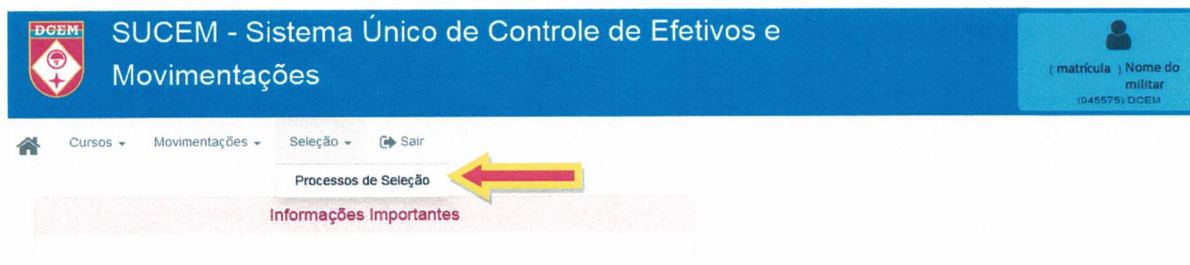 DCEM
SUCEM - Sistema Único de Controle de Efetivos e
Movimentações
( matrícula ) Nome do
militar
(045575) DCEM
Cursos
Movimentações
Seleção
Sair
Processos de Seleção
Informações Importantes